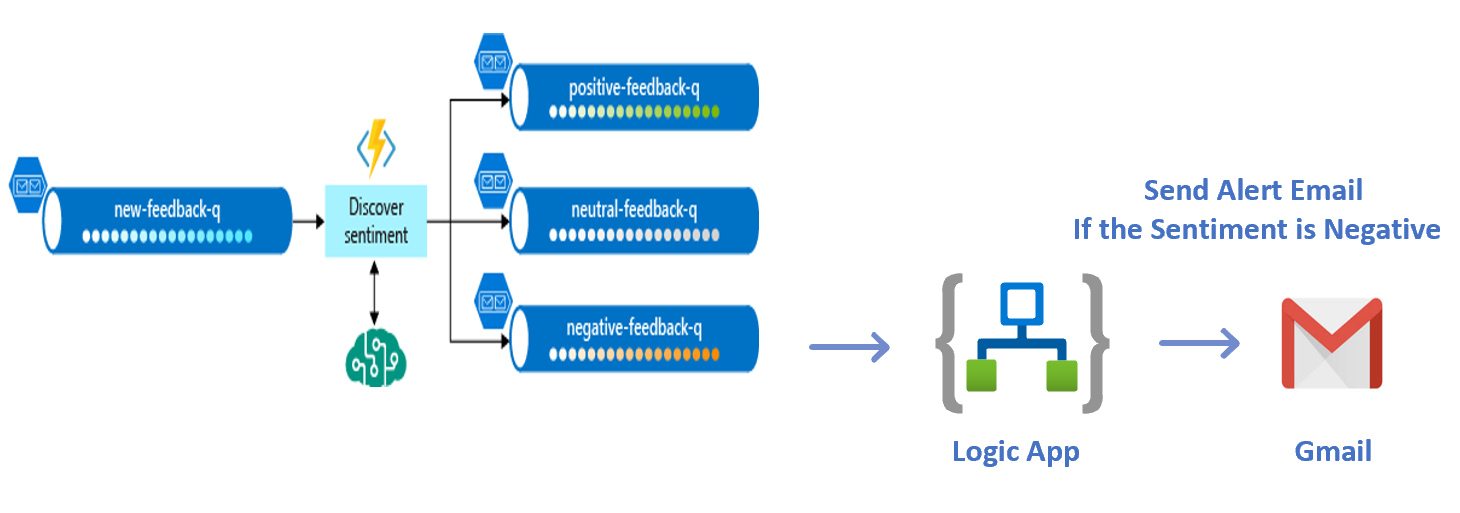 new-feedback-q
Discover
sentiment
positive-feedback-q
neutral-feedback-q
negative-feedback-q
Send Alert Email
If the Sentiment is Negative
Logic App
Gmail